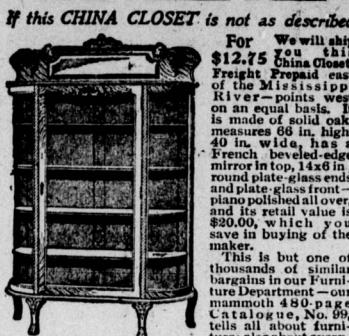 If this CHINA CLOSET is not as described
For We will ship
$12.75 you this
China Closet
Freight Prepaid eas
of the Mississipp
River—points west
on an equal basis. I
is made of solid oak
measures 66 in. high
40 in. wide, has a
French beveled-edge
mirror in top, 14x6 in
round plate-glass ends
and plate-glass front—
piano polished all over,
and its retail value is
$20.00, which you
save in buying of the
maker.
This is but one of
thousands of similar
bargains in our Furni-
ture Department—our
mammoth 480-page
Catalogue, No. 99,
tells all about furni-